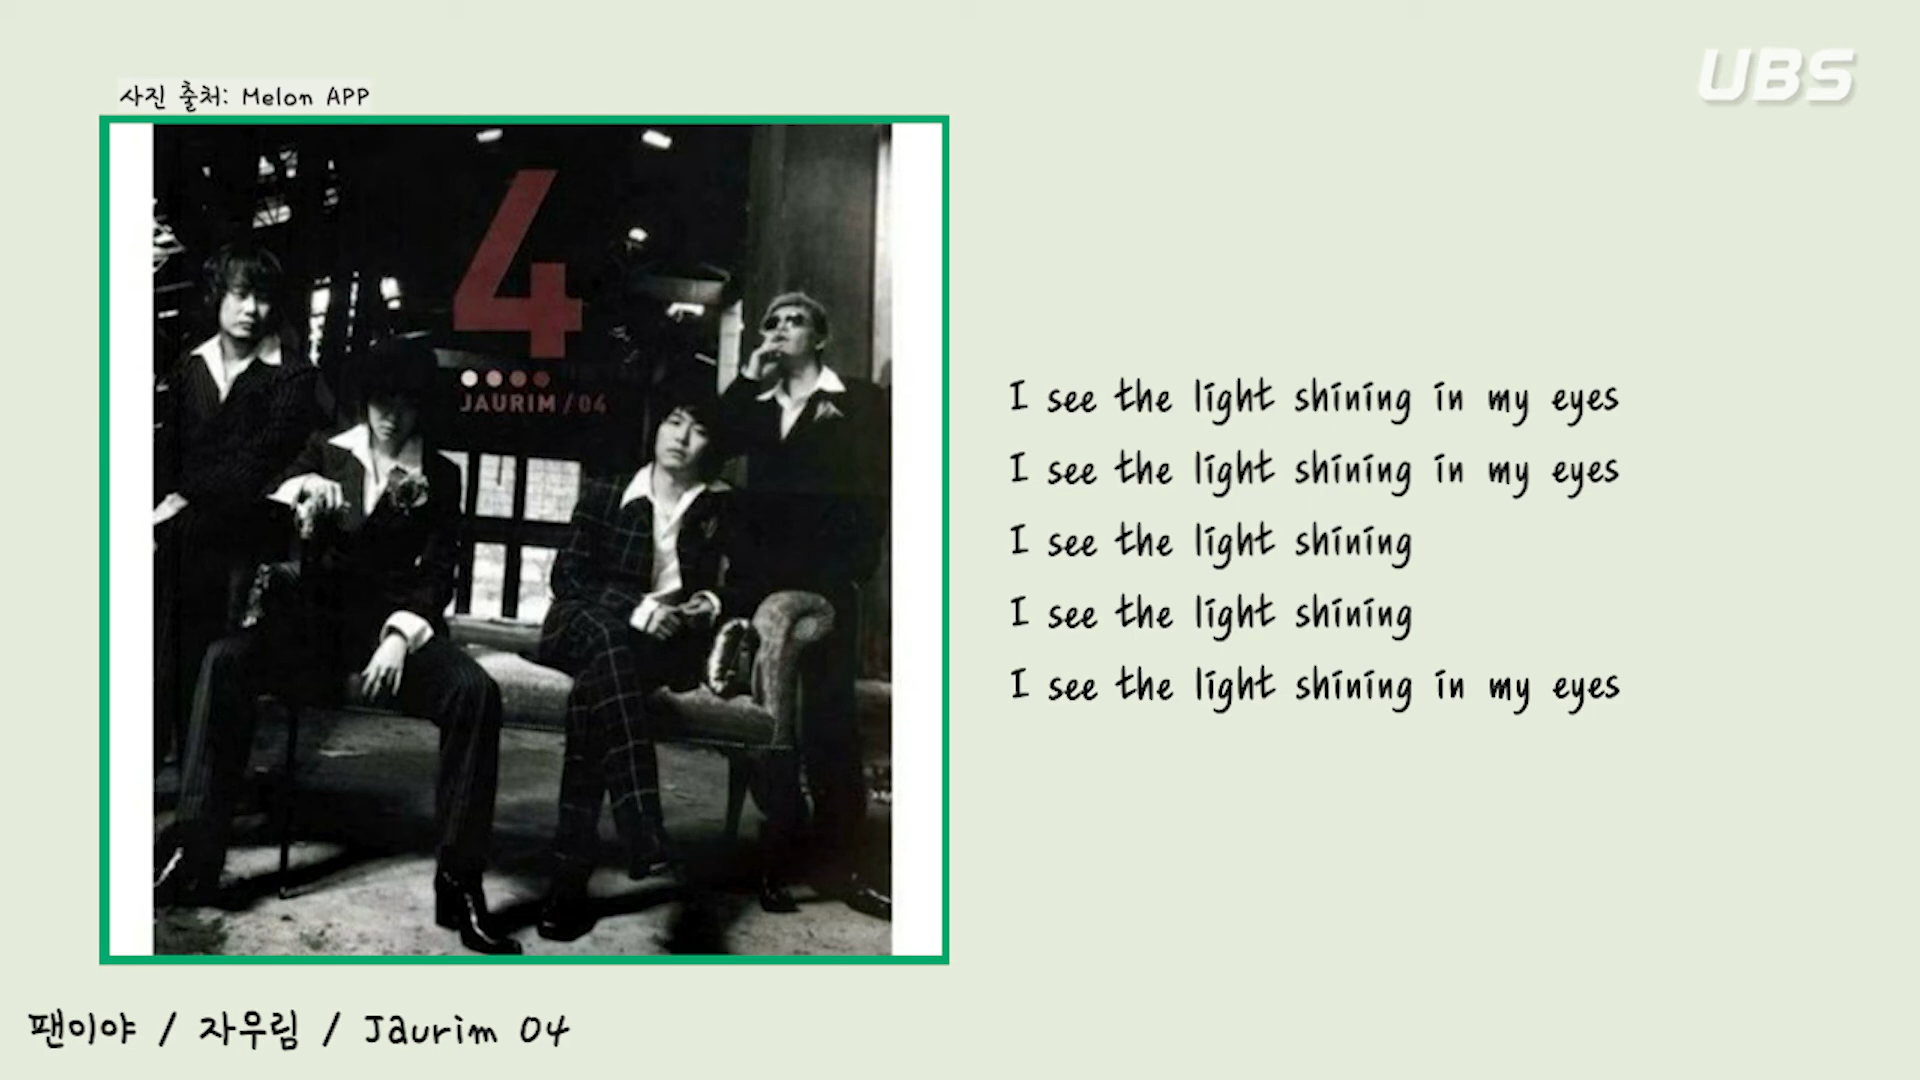 UBS
사진 출처: Melon APP
4
JAURIM/04
I see the light shining in my eyes
I see the light shining in my eyes
I see the light shining
I see the light shining
I see the light shining in my eyes
팬이야 / 자우림 / Jaurim 04